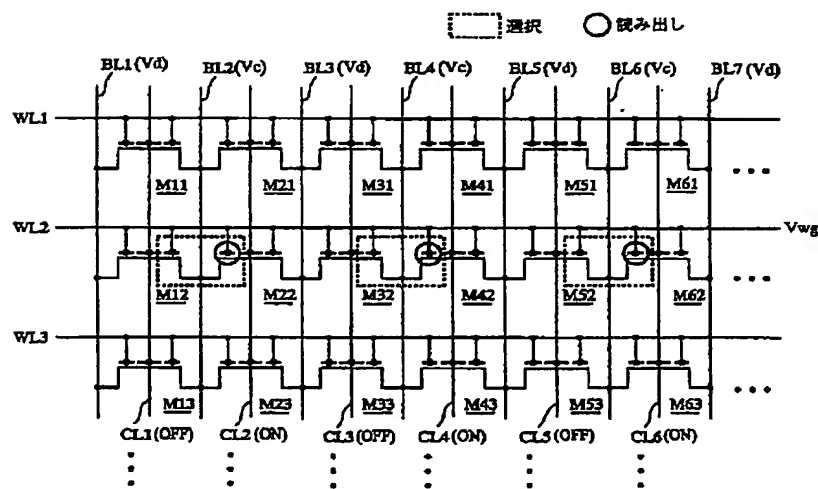 選択 読み出し
BL1(Vd) BL2(Vc) BL3(Vd) BL4(Vc) BL5(Vd) BL6(Vc) BL7(Vd)
WL1
M11 M21 M31 M41 M51 M61
WL2 Vwg
M12 M22 M32 M42 M52 M62
WL3
M13 M23 M33 M43 M53 M63
CL1(OFF) CL2(ON) CL3(OFF) CL4(ON) CL5(OFF) CL6(ON)